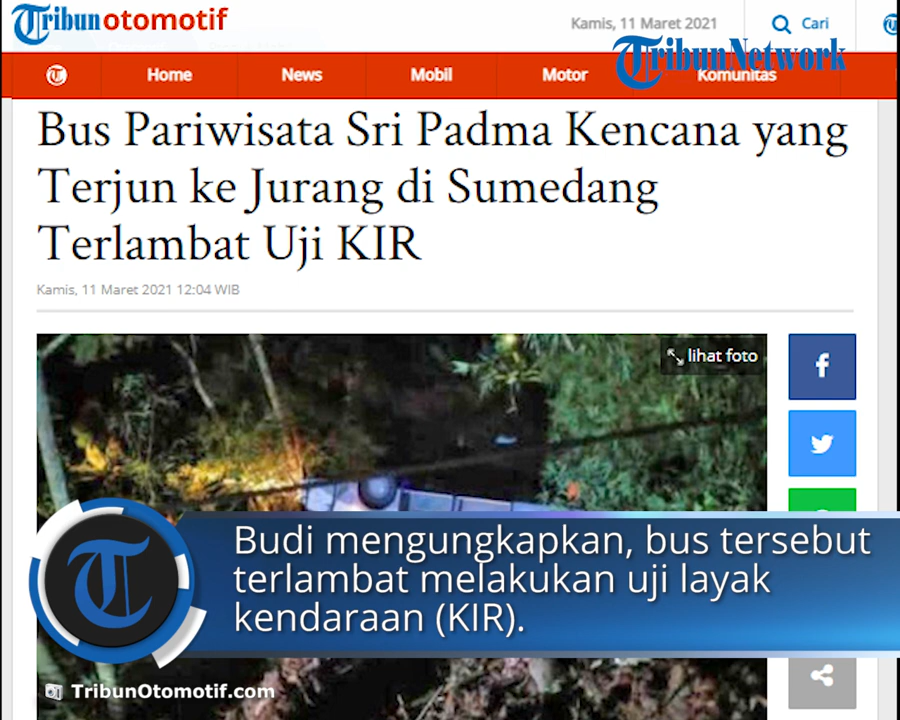 Tribun otomotif
Kamis, 11 Maret 2021
Cari
TribunNetwork
Home News Mobil Motor Komunitas
Bus Pariwisata Sri Padma Kencana yang
Terjun ke Jurang di Sumedang
Terlambat Uji KIR
Kamis, 11 Maret 2021 12:04 WIB
lihat foto
Budi mengungkapkan, bus tersebut
terlambat melakukan uji layak
kendaraan (KIR).
TribunOtomotif.com